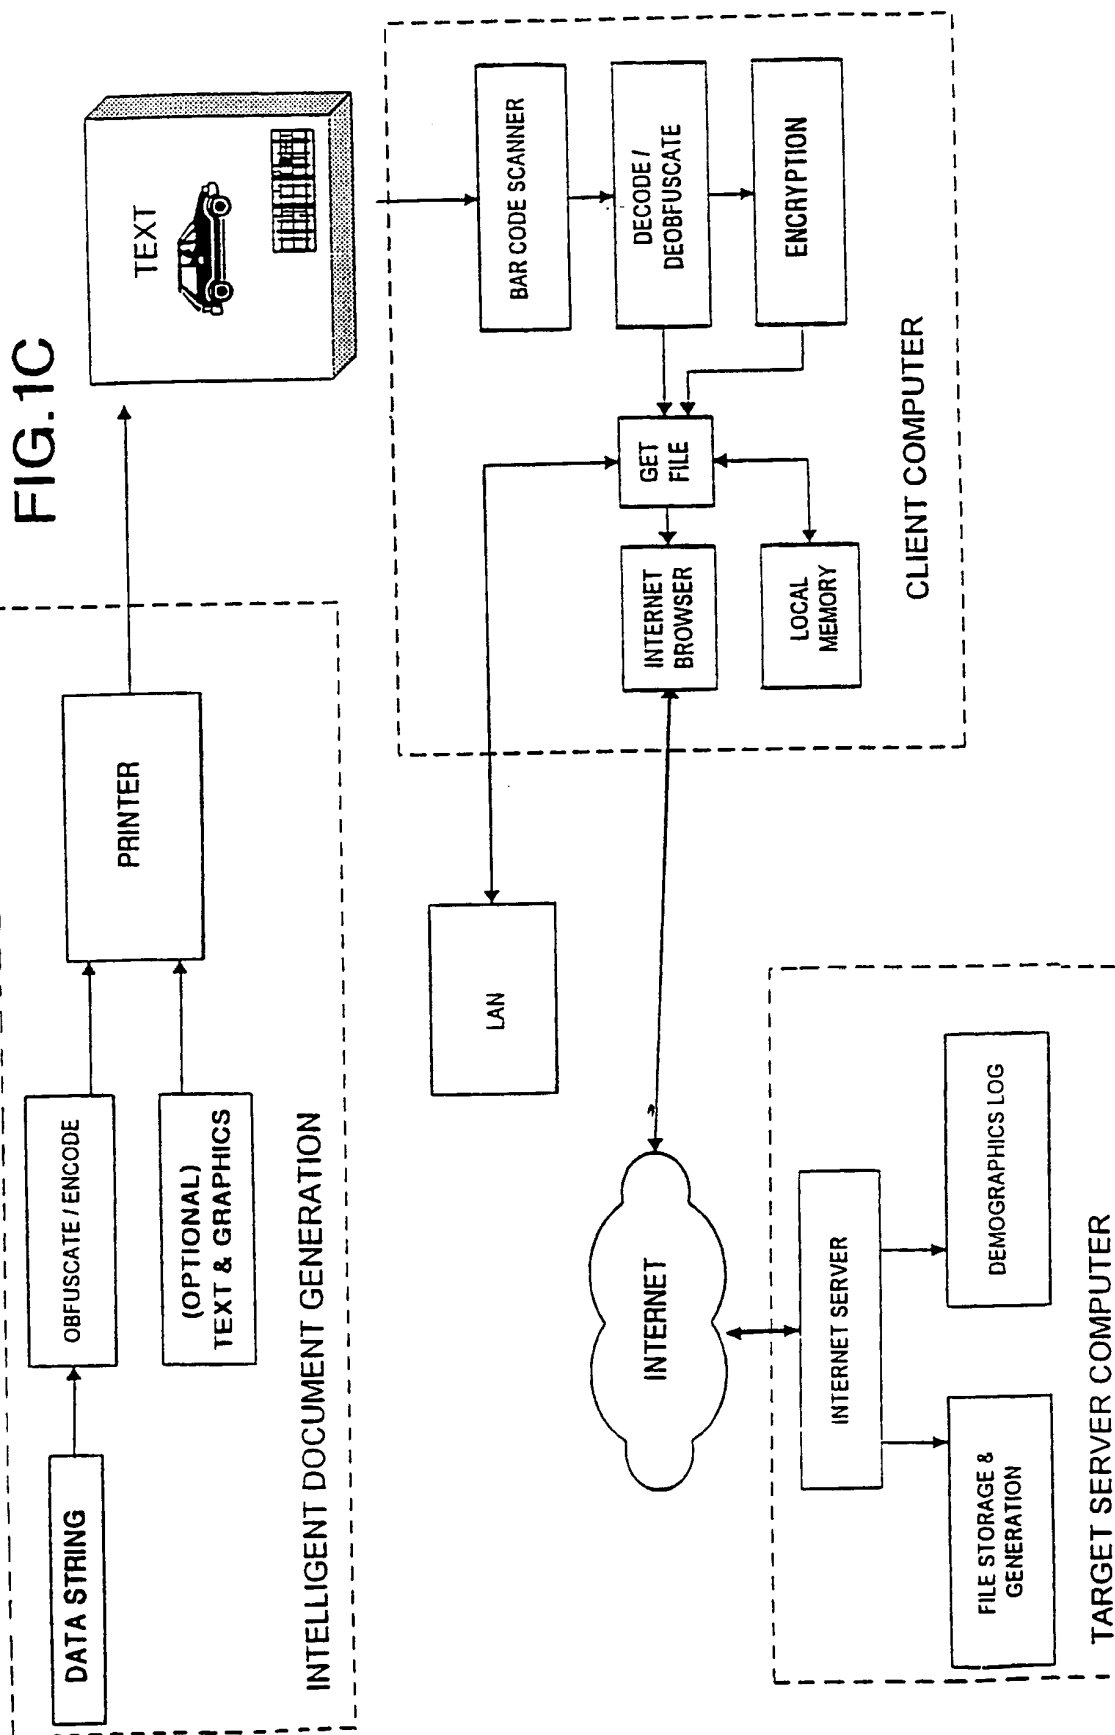 FIG.1C
DATA STRING
OBFUSCATE / ENCODE
(OPTIONAL)
TEXT & GRAPHICS
PRINTER
INTELLIGENT DOCUMENT GENERATION
TEXT
BAR CODE SCANNER
DECODE /
DEOBFUSCATE
ENCRYPTION
GET
FILE
INTERNET
BROWSER
LOCAL
MEMORY
CLIENT COMPUTER
LAN
INTERNET
INTERNET SERVER
FILE STORAGE &
GENERATION
DEMOGRAPHICS LOG
TARGET SERVER COMPUTER